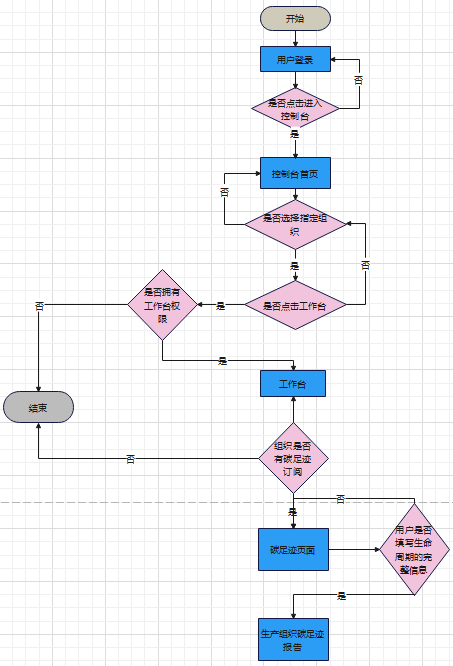 开始
用户登录
否
是否点击进入
控制台
是
控制台首页
否
是否选择指定组
织
是
否
是否点击工作台
是
是否拥有
工作台权
限
否
是
工作台
结束
组织是否
有碳足迹
订阅
否
否
是
用户是否
填写生命
周期的完
整信息
碳足迹页面
是
生产组织碳足迹
报告